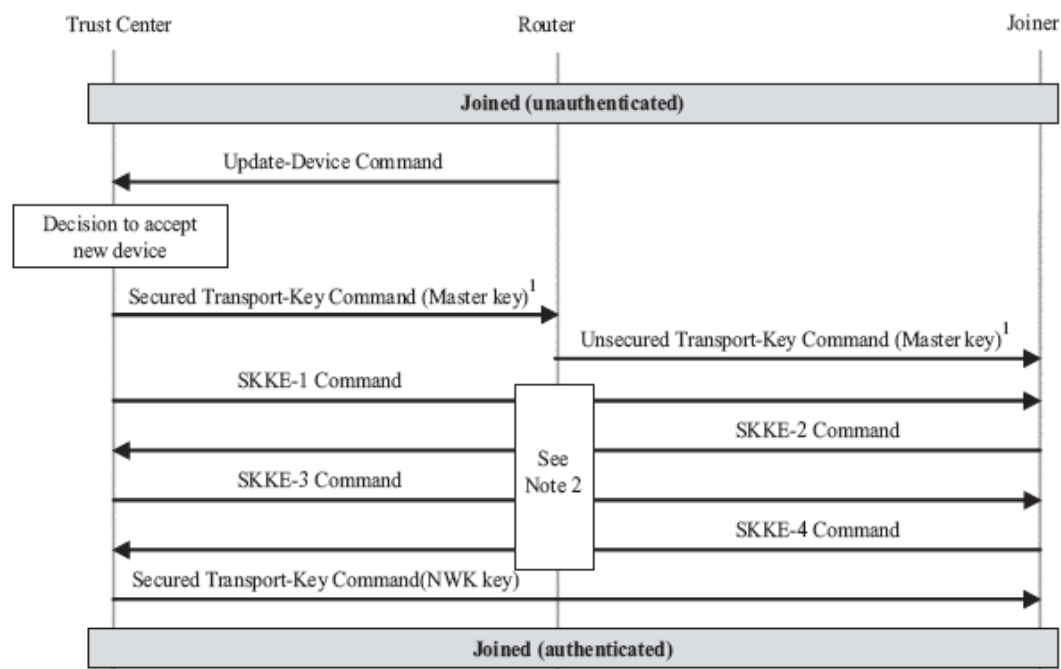 Trust Center
Router
Joiner
Joined (unauthenticated)
Update-Device Command
Decision to accept
new device
Secured Transport-Key Command (Master key)1
Unsecured Transport-Key Command (Master key)1
SKKE-1 Command
SKKE-2 Command
See
Note 2
SKKE-3 Command
SKKE-4 Command
Secured Transport-Key Command(NWK key)
Joined (authenticated)